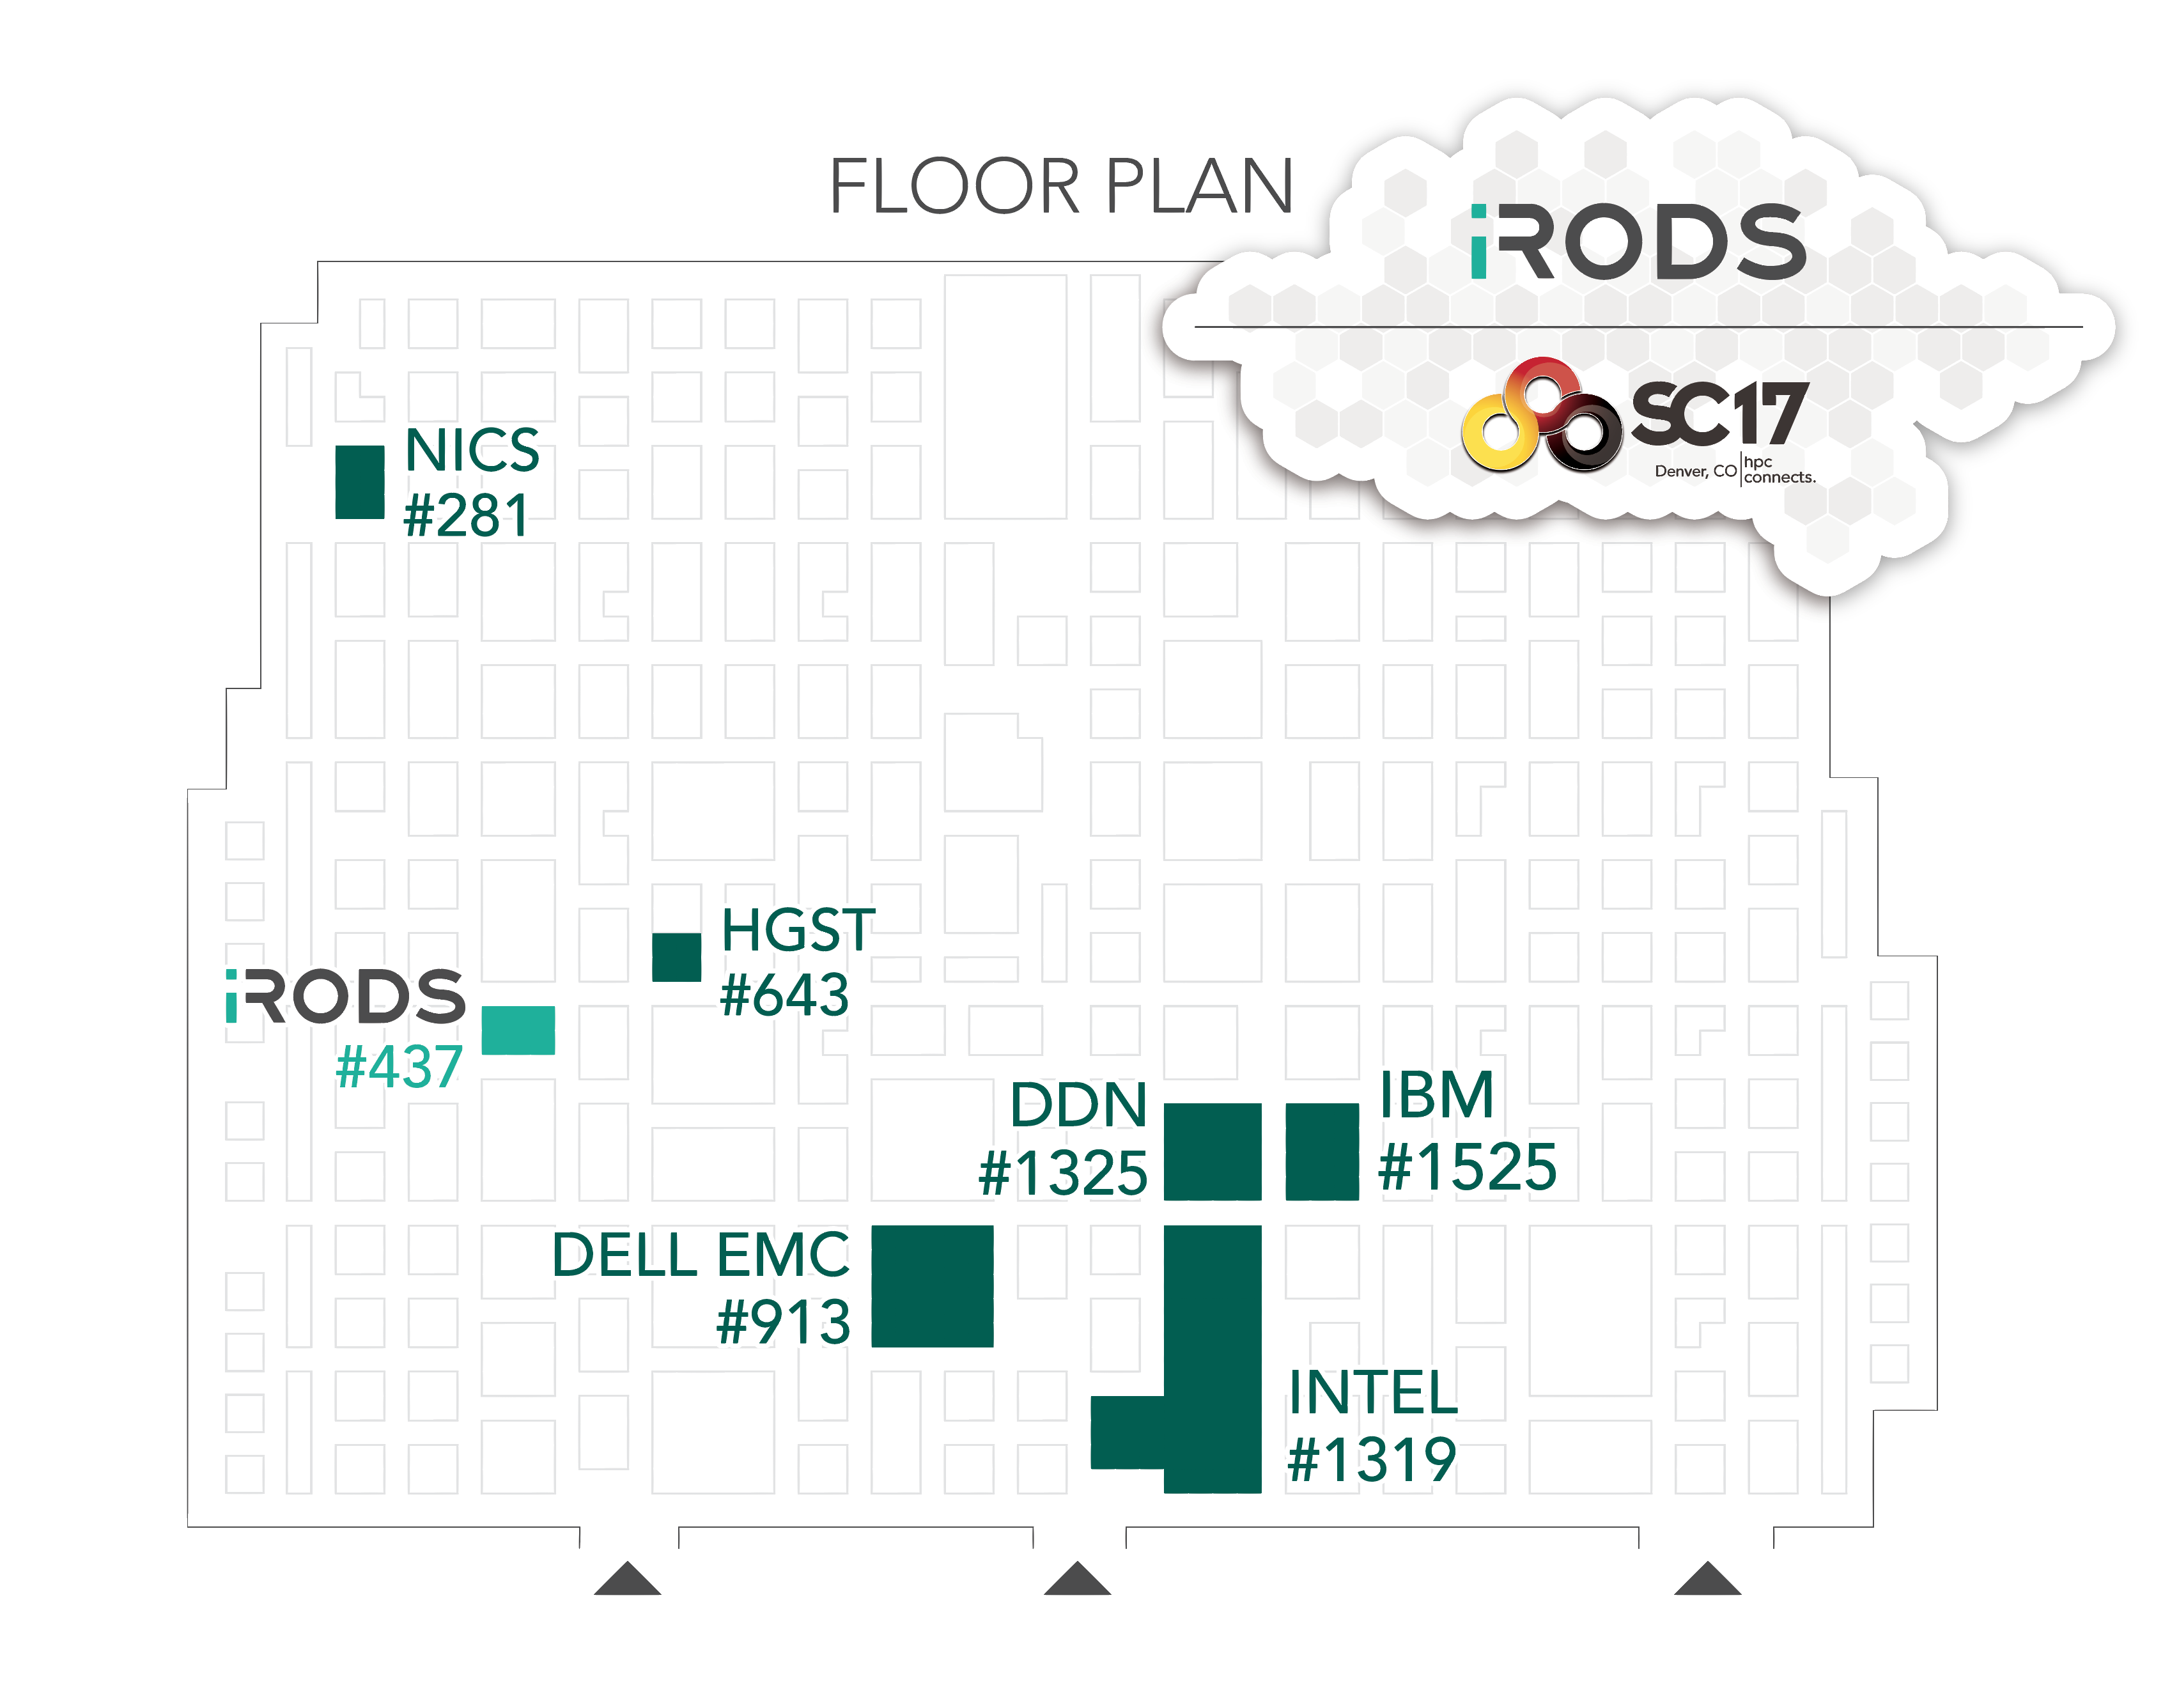 FLOOR PLAN
iRODS
SC17
Denver, CO
hpc
connects.
NICS
#281
HGST
#643
iRODS
#437
DDN
#1325
IBM
#1525
DELL EMC
#913
INTEL
#1319